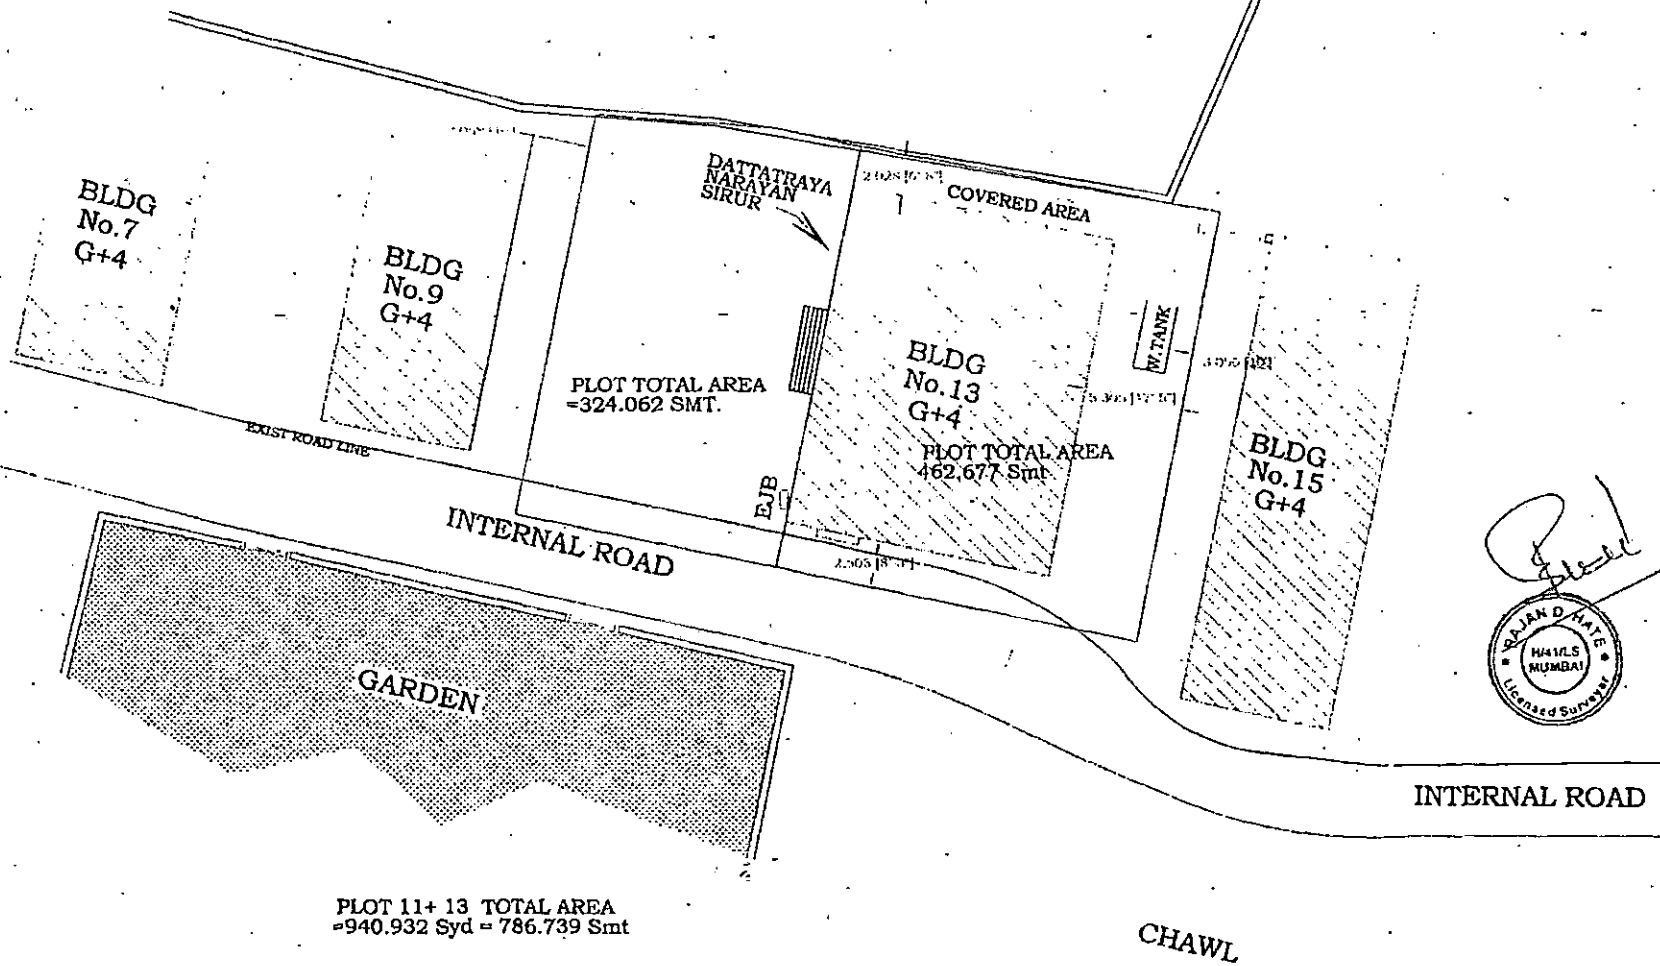 BLDG
No.7
G+4
BLDG
No.9
G+4
DATTATRAYA
NARAYAN
SIRUR
COVERED AREA
W.TANK
BLDG
No.13
G+4
PLOT TOTAL AREA
=324.062 SMT.
PLOT TOTAL AREA
462.677 Smt
BLDG
No.15
G+4
EXIST ROAD LINE
EJB
INTERNAL ROAD
GARDEN
RAJAN D. HATE
H/41/LS
MUMBAI
Licensed Surveyor
INTERNAL ROAD
PLOT 11+ 13 TOTAL AREA
=940.932 Syd = 786.739 Smt
CHAWL